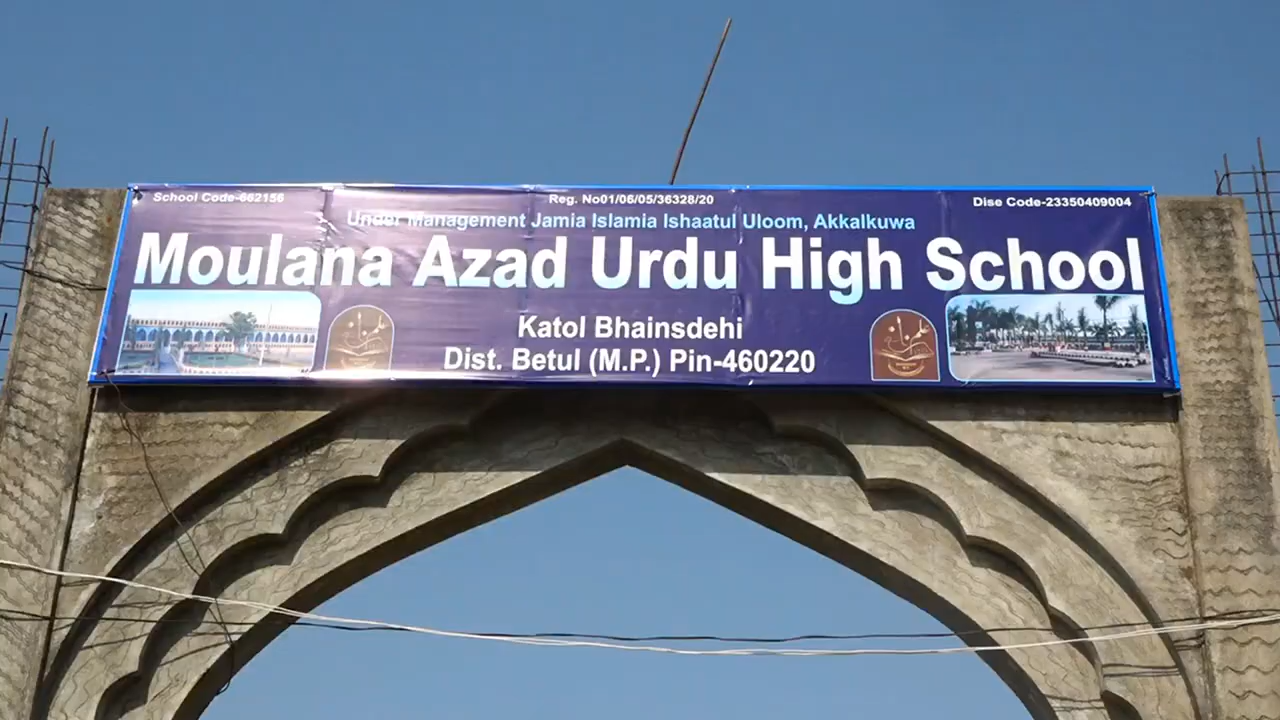 School Code-662156 Reg. No01/06/05/36328/20 Dise Code-23350409004
Under Management Jamia Islamia Ishaatul Uloom, Akkalkuwa
Moulana Azad Urdu High School
Katol Bhainsdehi
Dist. Betul (M.P.) Pin-460220